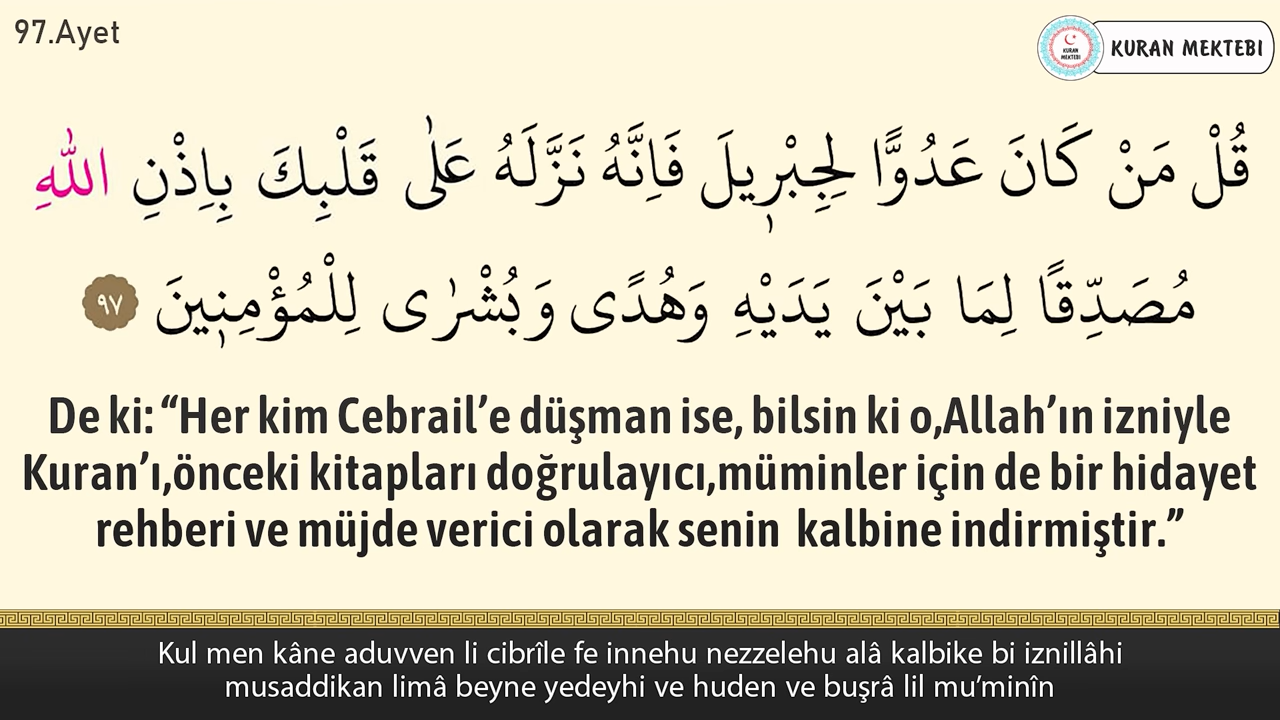 97.Ayet
KURAN MEKTEBI
KURAN MEKTEBI
قُلْ مَنْ كَانَ عَدُوًّا لِجِبْرٖيلَ فَاِنَّهُ نَزَّلَهُ عَلٰى قَلْبِكَ بِاِذْنِ اللّٰهِ
مُصَدِّقًا لِمَا بَيْنَ يَدَيْهِ وَهُدًى وَبُشْرٰى لِلْمُؤْمِنٖينَ ٩٧
De ki: “Her kim Cebrail’e düşman ise, bilsin ki o,Allah’ın izniyle
Kuran’ı,önceki kitapları doğrulayıcı,müminler için de bir hidayet
rehberi ve müjde verici olarak senin kalbine indirmiştir.”
Kul men kâne aduvven li cibrîle fe innehu nezzelehu alâ kalbike bi iznillâhi
musaddikan limâ beyne yedeyhi ve huden ve buşrâ lil mu’minîn